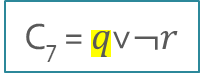 C₇ = q∨¬r